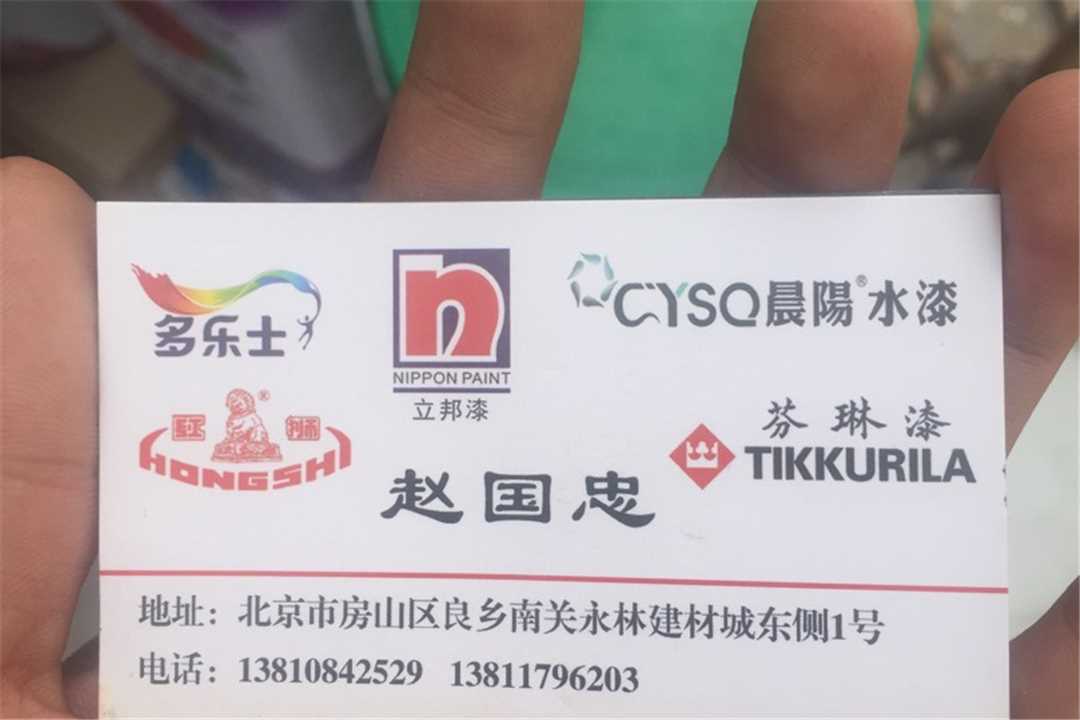 多乐士
NIPPON PAINT
立邦漆
CYSQ晨陽®水漆
红狮®
HONGSHI
芬琳漆
TIKKURILA
赵国忠
地址：北京市房山区良乡南关永林建材城东侧1号
电话：13810842529 13811796203